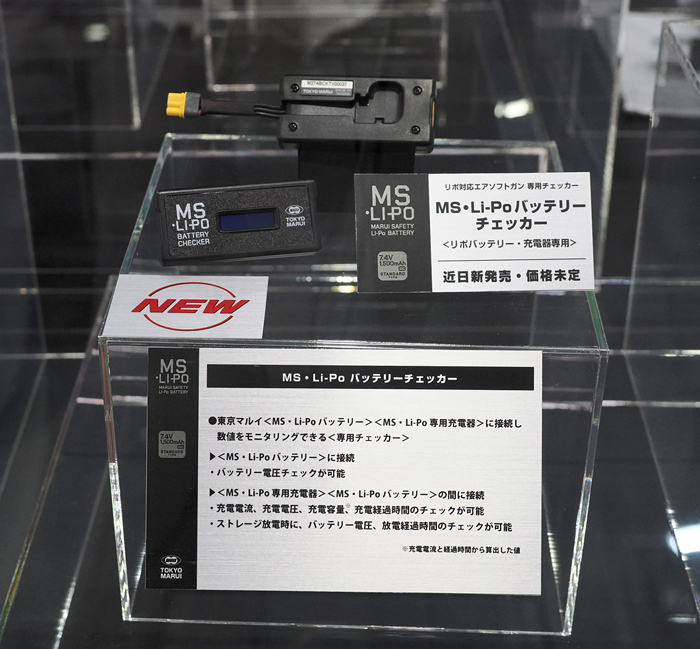 M274BCKT100037
TOKYO MARUI
MS
・LI-PO
BATTERY
CHECKER
TOKYO
MARUI
MS
・LI-PO
MARUI SAFETY
Li-Po BATTERY
7.4V
1,500mAh
STANDARD
TYPE
リポ対応エアソフトガン 専用チェッカー
MS・Li-Poバッテリー
チェッカー
<リポバッテリー・充電器専用>
近日新発売・価格未定
NEW
MS
・LI-PO
MARUI SAFETY
Li-Po BATTERY
7.4V
1,500mAh
STANDARD
TYPE
TOKYO
MARUI
MS・Li-Po バッテリーチェッカー
●東京マルイ<MS・Li-Po バッテリー><MS・Li-Po 専用充電器>に接続し
数値をモニタリングできる<専用チェッカー>
▶<MS・Li-Po バッテリー>に接続
・バッテリー電圧チェックが可能
▶<MS・Li-Po 専用充電器><MS・Li-Po バッテリー>の間に接続
・充電電流、充電電圧、充電容量※、充電経過時間のチェックが可能
・ストレージ放電時に、バッテリー電圧、放電経過時間のチェックが可能
※充電電流と経過時間から算出した値